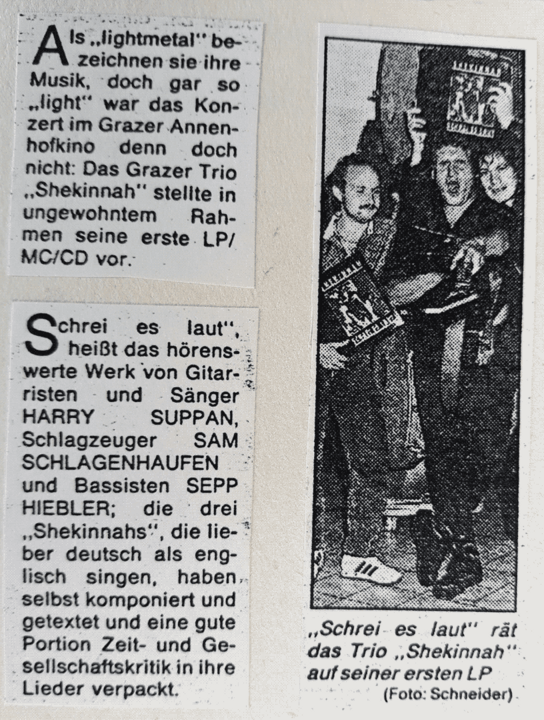 Als „lightmetal" be-
zeichnen sie ihre
Musik, doch gar so
„light" war das Kon-
zert im Grazer Annen-
hofkino denn doch
nicht: Das Grazer Trio
„Shekinnah" stellte in
ungewohntem Rah-
men seine erste LP/
MC/CD vor.
Schrei es laut",
heißt das hörens-
werte Werk von Gitar-
risten und Sänger
HARRY SUPPAN,
Schlagzeuger SAM
SCHLAGENHAUFEN
und Bassisten SEPP
HIEBLER; die drei
„Shekinnahs", die lie-
ber deutsch als eng-
lisch singen, haben
selbst komponiert und
getextet und eine gute
Portion Zeit- und Ge-
sellschaftskritik in ihre
Lieder verpackt.
„Schrei es laut" rät
das Trio „Shekinnah"
auf seiner ersten LP
(Foto: Schneider)